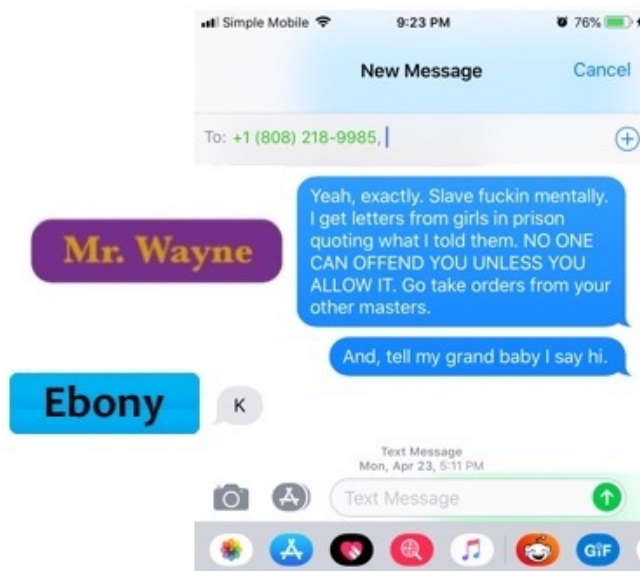 Simple Mobile 9:23 PM 76%
New Message Cancel
To: +1 (808) 218-9985,
Yeah, exactly. Slave fuckin mentally.
I get letters from girls in prison
quoting what I told them. NO ONE
CAN OFFEND YOU UNLESS YOU
ALLOW IT. Go take orders from your
other masters.
Mr. Wayne
And, tell my grand baby I say hi.
Ebony
K
Text Message
Mon, Apr 23, 5:11 PM
Text Message
GIF